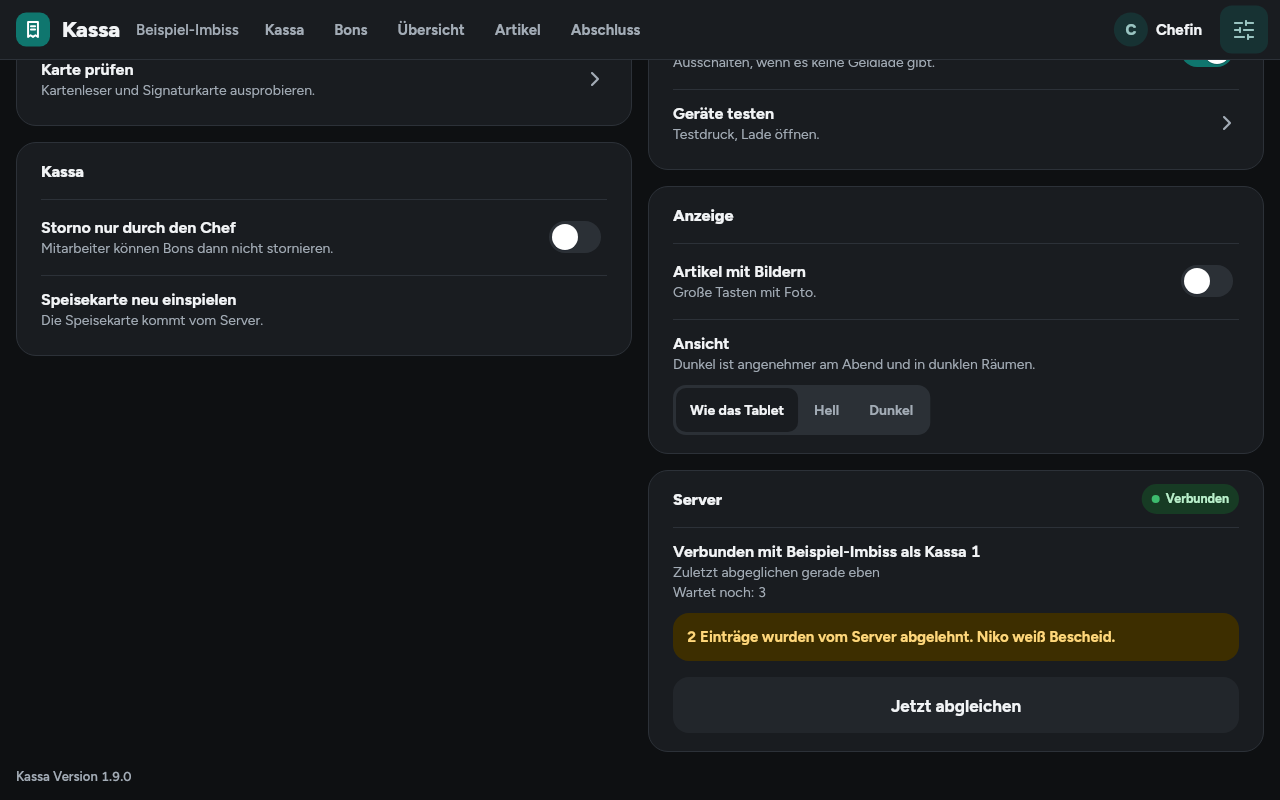 Kassa Beispiel-Imbiss Kassa Bons Übersicht Artikel Abschluss C Chefin
Karte prüfen
Kartenleser und Signaturkarte ausprobieren.
Kassa
Storno nur durch den Chef
Mitarbeiter können Bons dann nicht stornieren.
Speisekarte neu einspielen
Die Speisekarte kommt vom Server.
Ausschalten, wenn es keine Geldlade gibt.
Geräte testen
Testdruck, Lade öffnen.
Anzeige
Artikel mit Bildern
Große Tasten mit Foto.
Ansicht
Dunkel ist angenehmer am Abend und in dunklen Räumen.
Wie das Tablet Hell Dunkel
Server Verbunden
Verbunden mit Beispiel-Imbiss als Kassa 1
Zuletzt abgeglichen gerade eben
Wartet noch: 3
2 Einträge wurden vom Server abgelehnt. Niko weiß Bescheid.
Jetzt abgleichen
Kassa Version 1.9.0